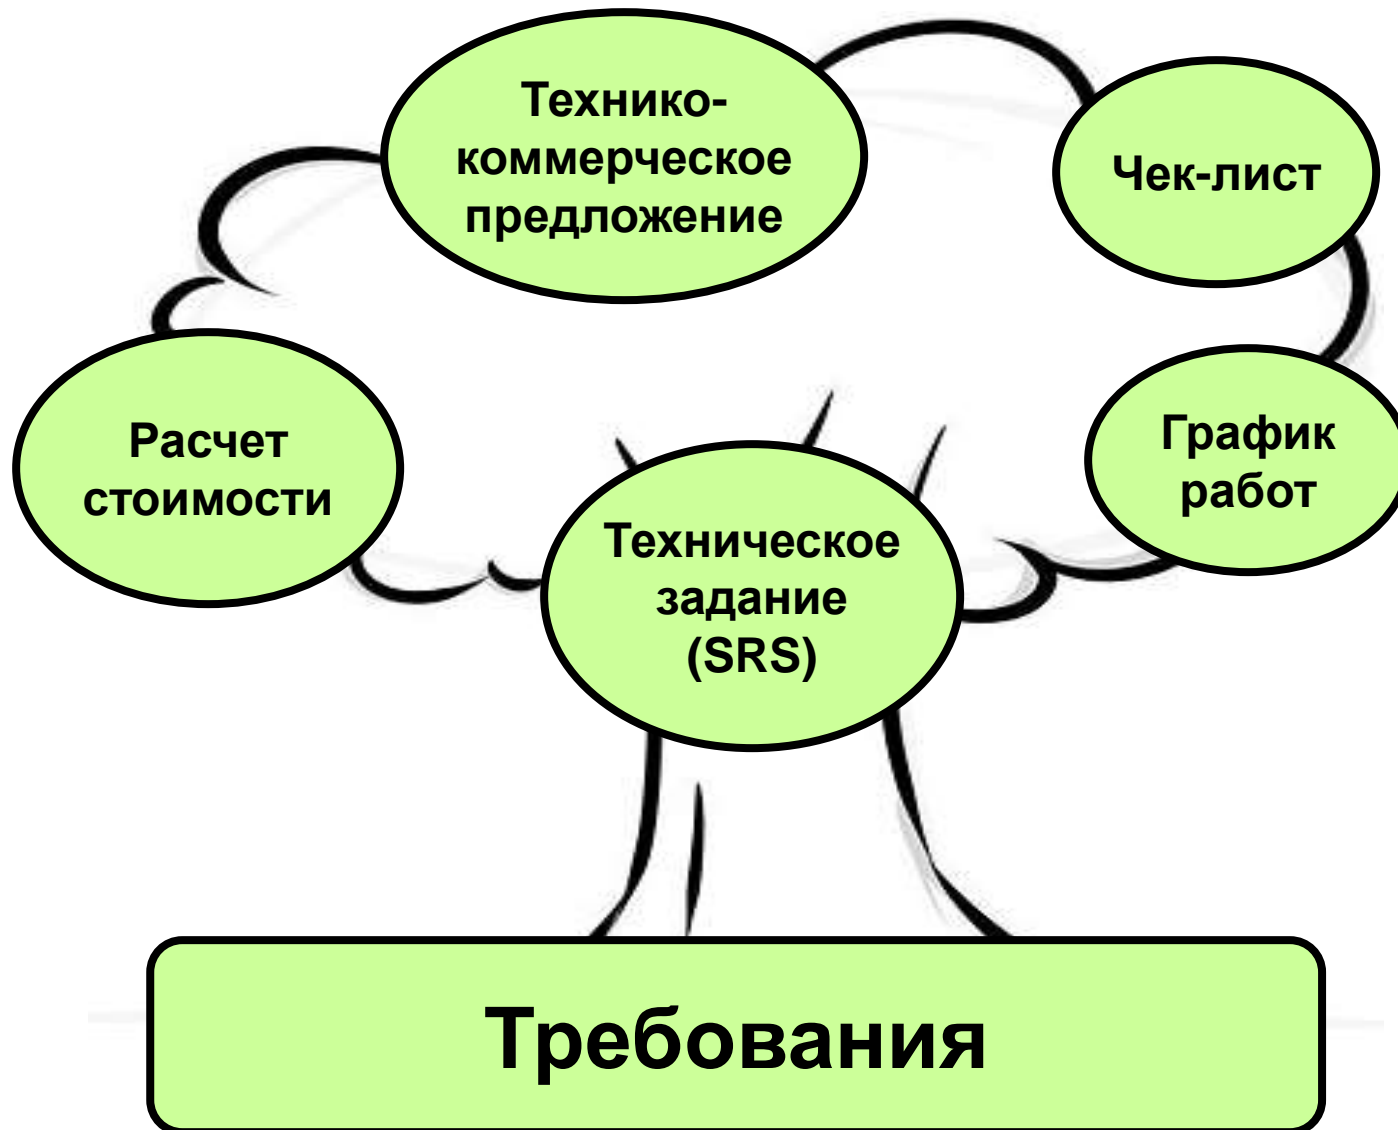 Технико-
коммерческое
предложение
Чек-лист
Расчет
стоимости
График
работ
Техническое
задание
(SRS)
Требования